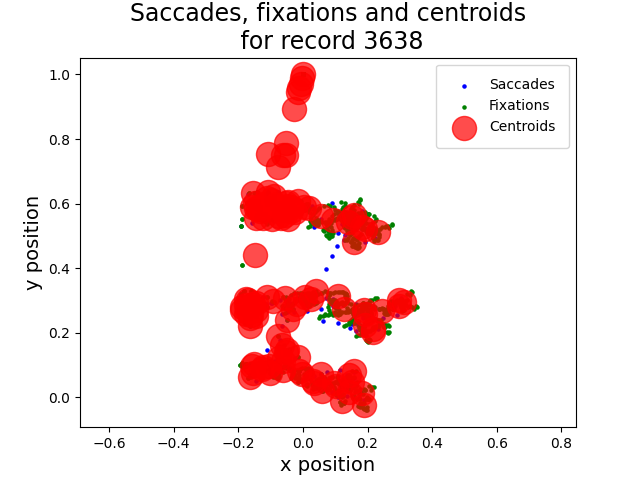 Saccades, fixations and centroids
for record 3638
Saccades
Fixations
Centroids
1.0
0.8
0.6
0.4
0.2
0.0
y position
−0.6
−0.4
−0.2
0.0
0.2
0.4
0.6
0.8
x position